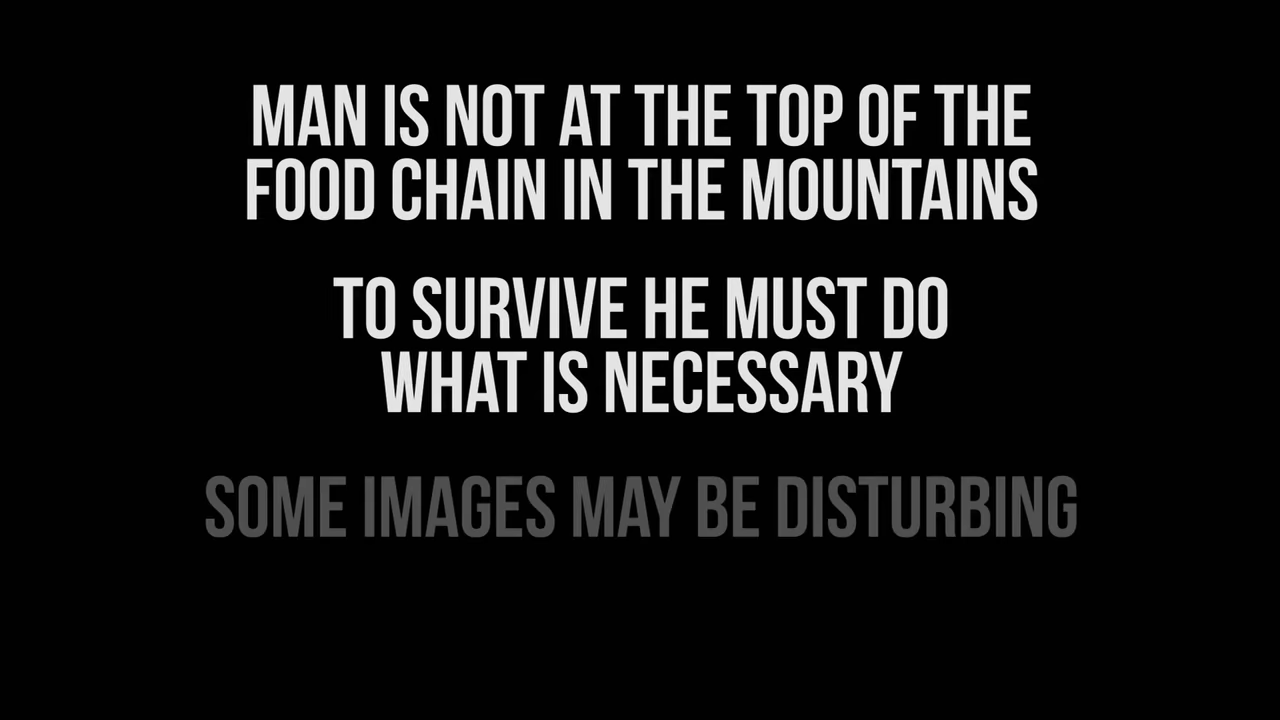 MAN IS NOT AT THE TOP OF THE
FOOD CHAIN IN THE MOUNTAINS
TO SURVIVE HE MUST DO
WHAT IS NECESSARY
SOME IMAGES MAY BE DISTURBING